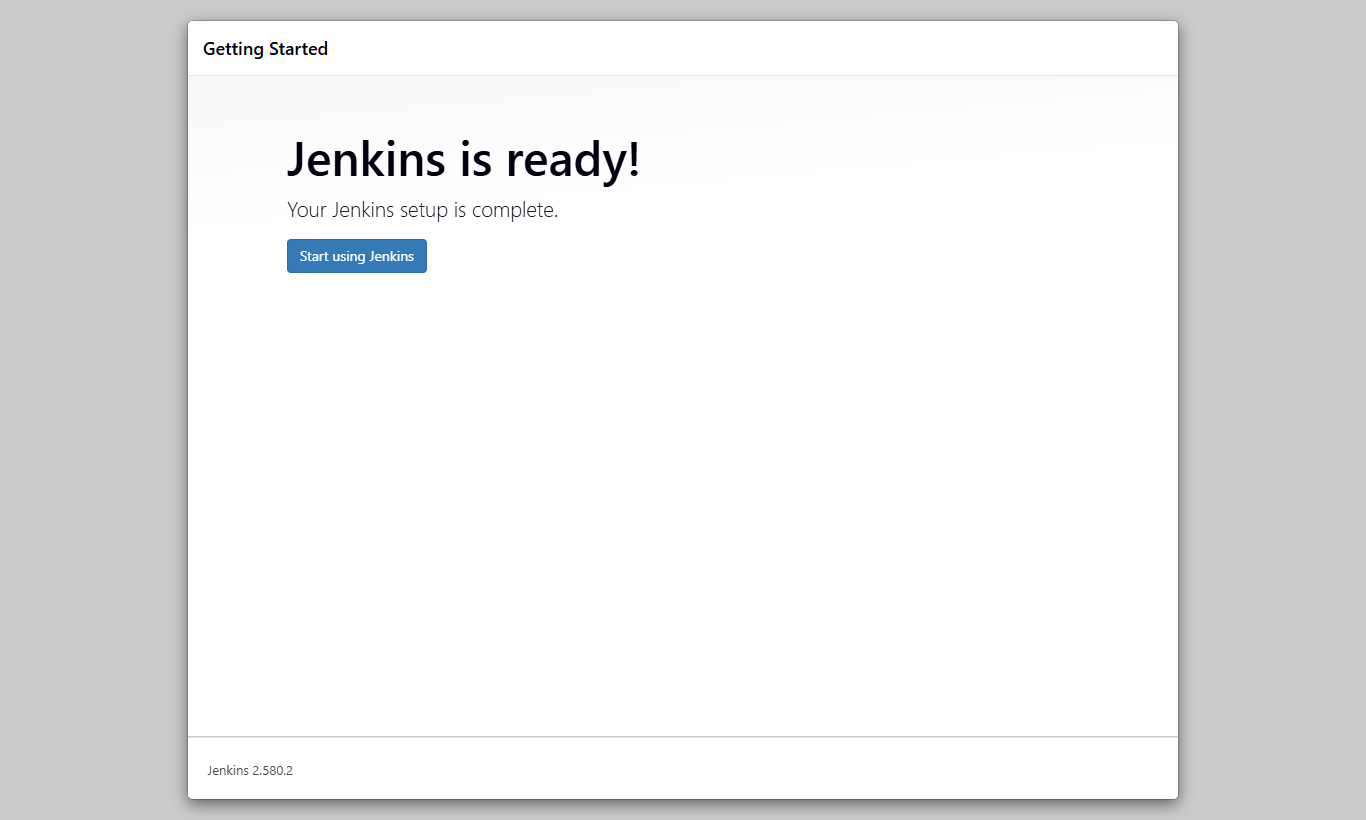 Getting Started
Jenkins is ready!
Your Jenkins setup is complete.
Start using Jenkins
Jenkins 2.580.2